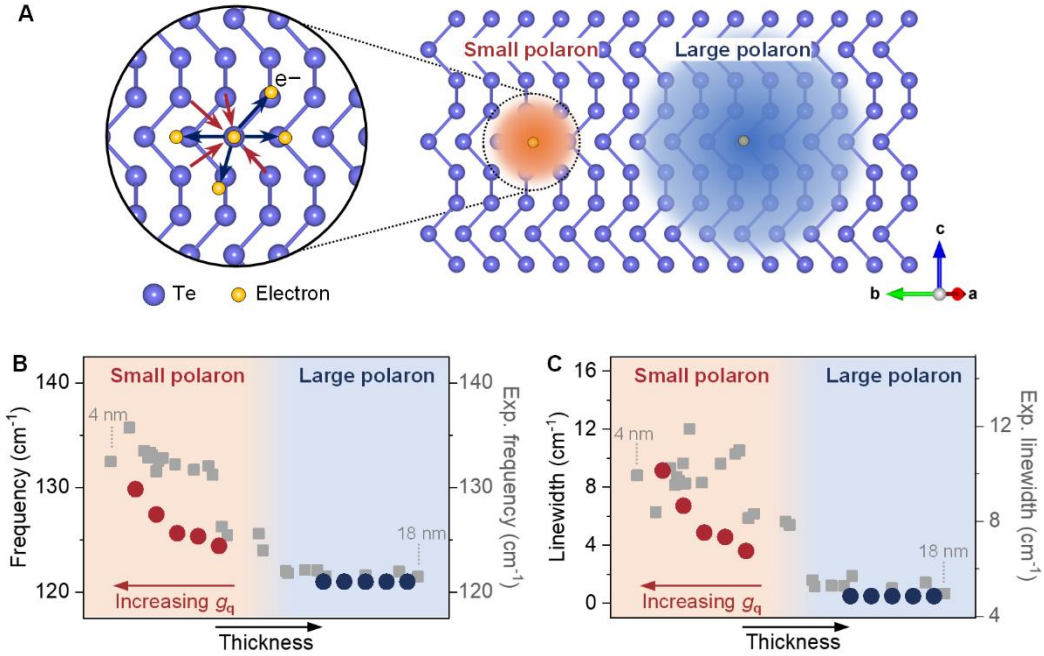 A
Small polaron
Large polaron
e−
Te
Electron
c
b
a
B
Frequency (cm-1)
140
130
120
Small polaron
Large polaron
4 nm
18 nm
Increasing gq
Thickness
140
130
120
Exp. frequency (cm-1)
C
Linewidth (cm-1)
16
12
8
4
0
Small polaron
Large polaron
4 nm
18 nm
Increasing gq
Thickness
12
8
4
Exp. linewidth (cm-1)